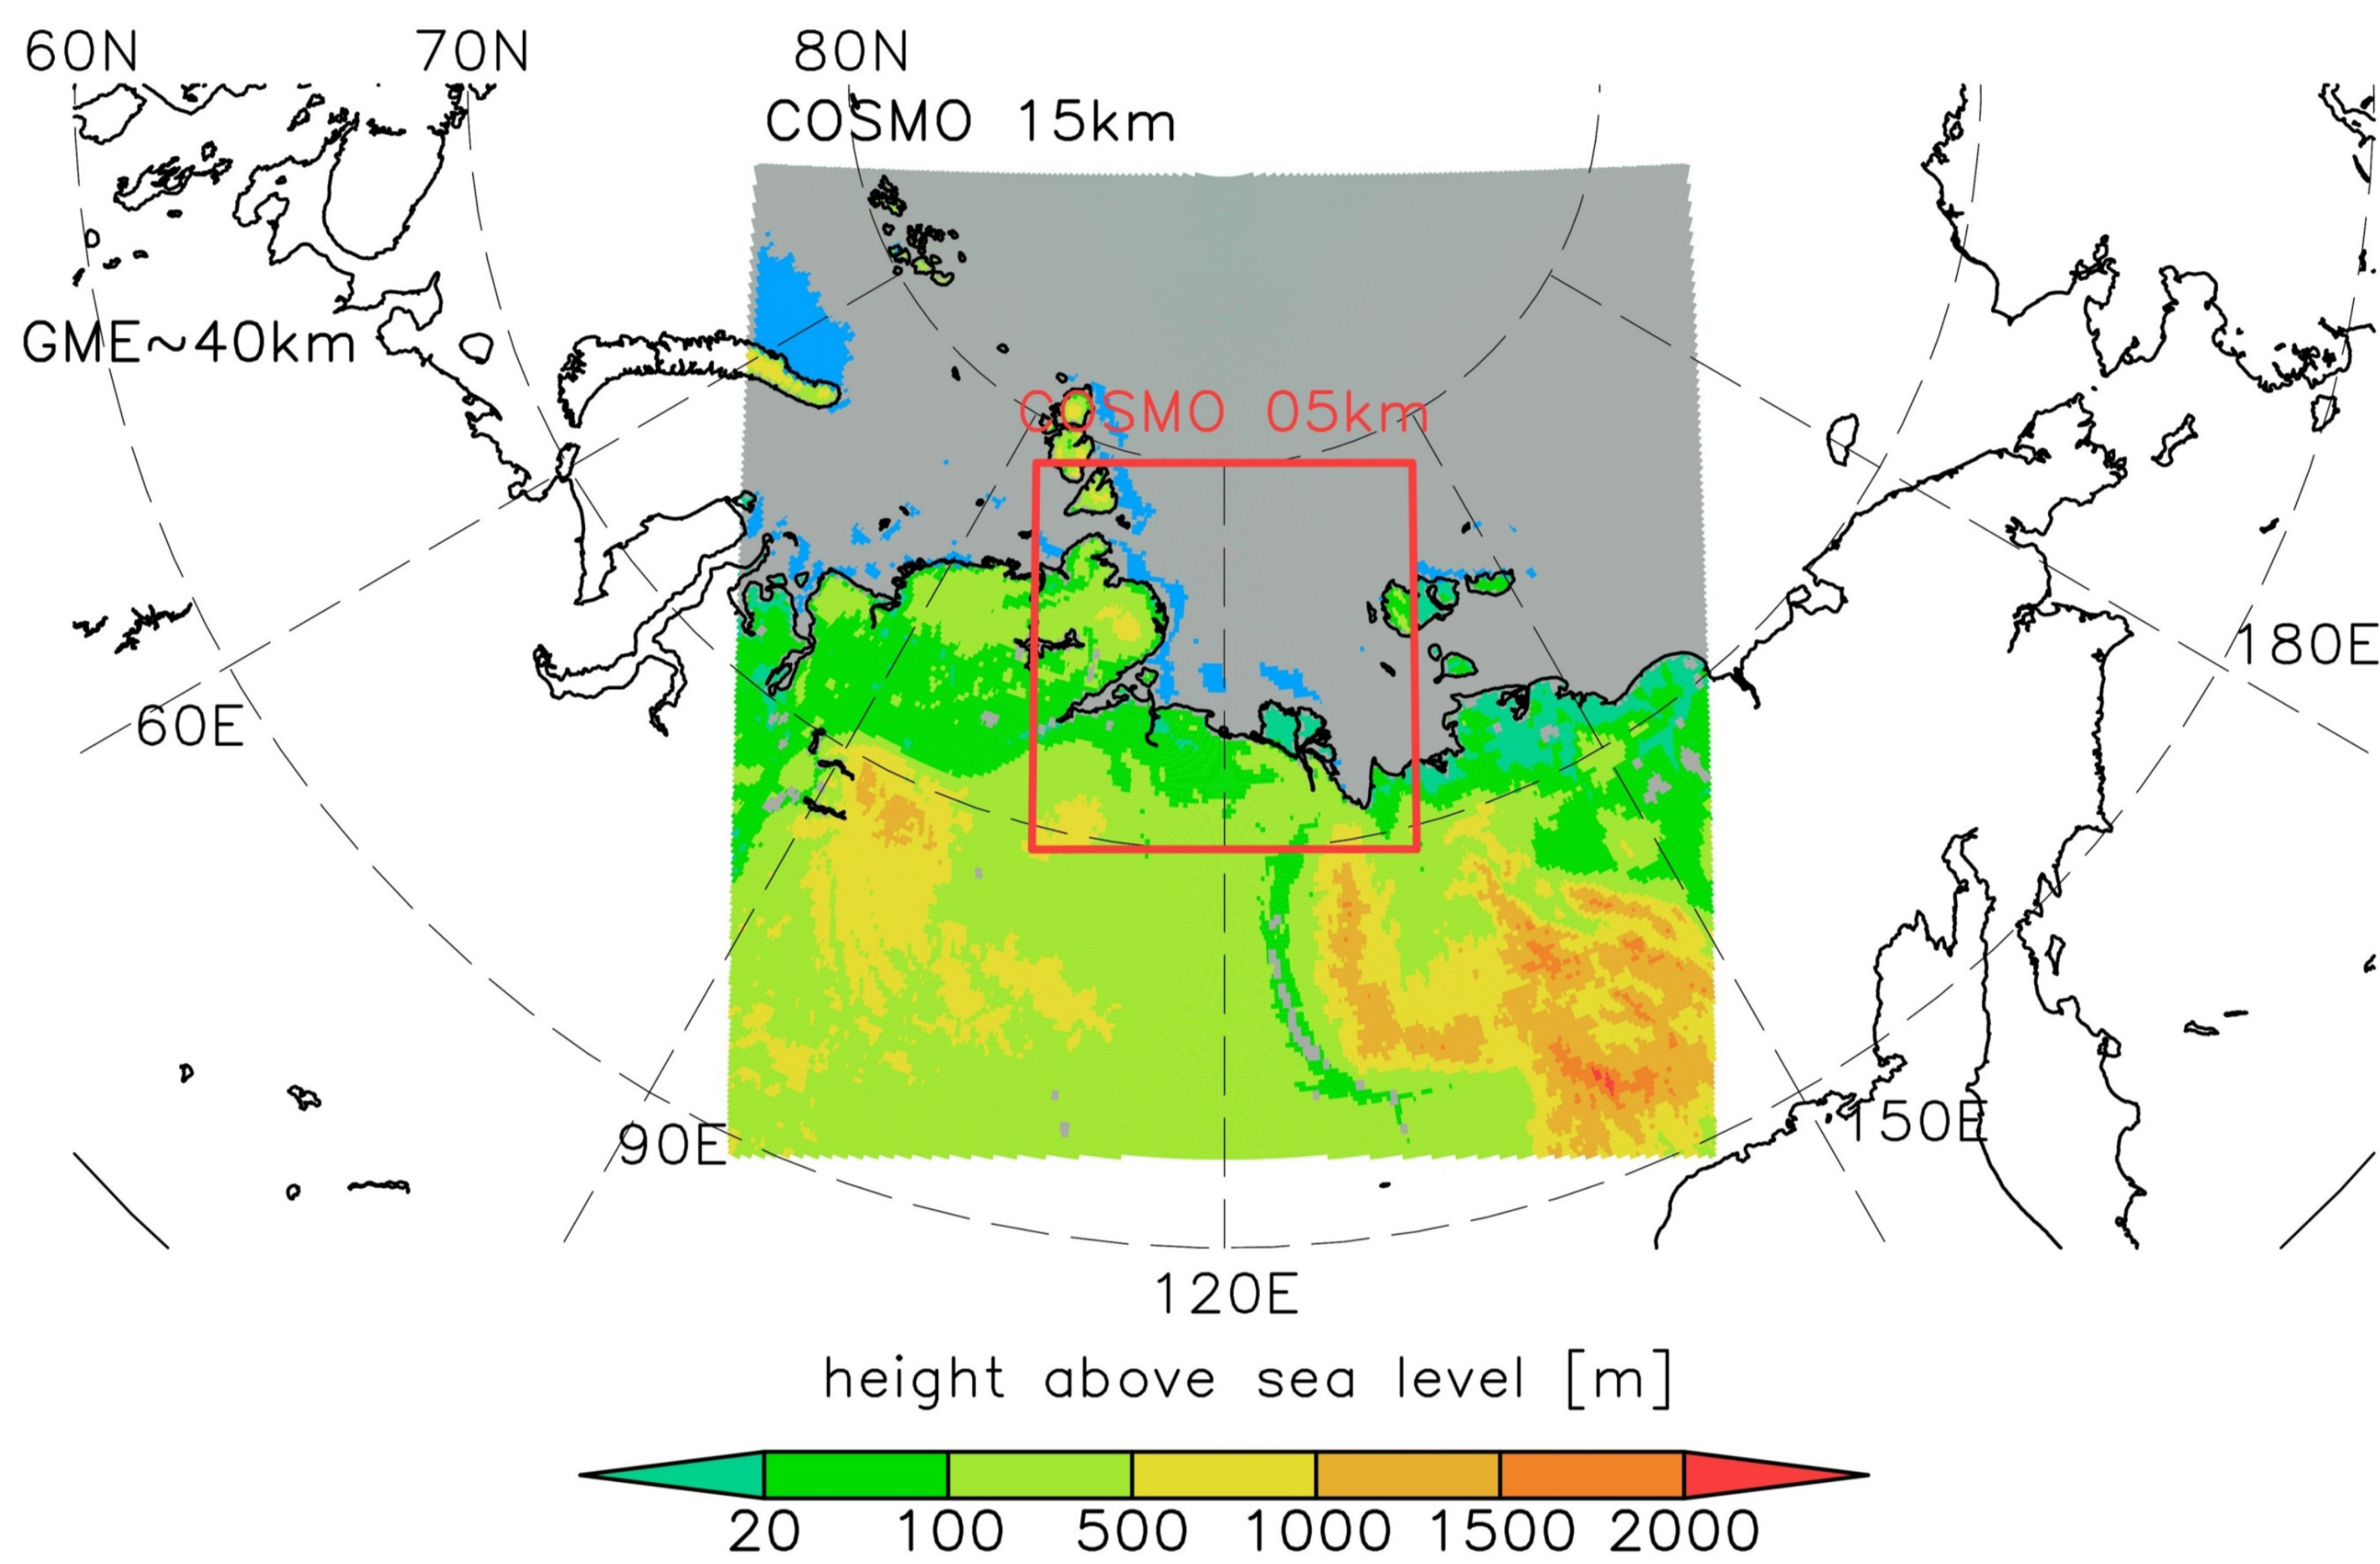 60N 70N 80N
COSMO 15km
GME~40km
COSMO 05km
180E
60E
150E
90E
120E
height above sea level [m]
20 100 500 1000 1500 2000